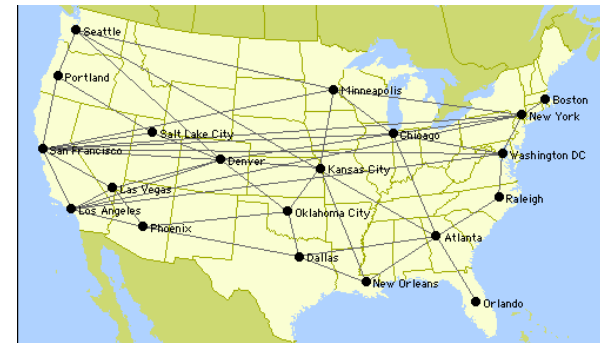 Seattle
Portland
Minneapolis
Boston
New York
Salt Lake City
Chicago
San Francisco
Denver
Washington DC
Kansas City
Las Vegas
Raleigh
Los Angeles
Oklahoma City
Phoenix
Atlanta
Dallas
New Orleans
Orlando